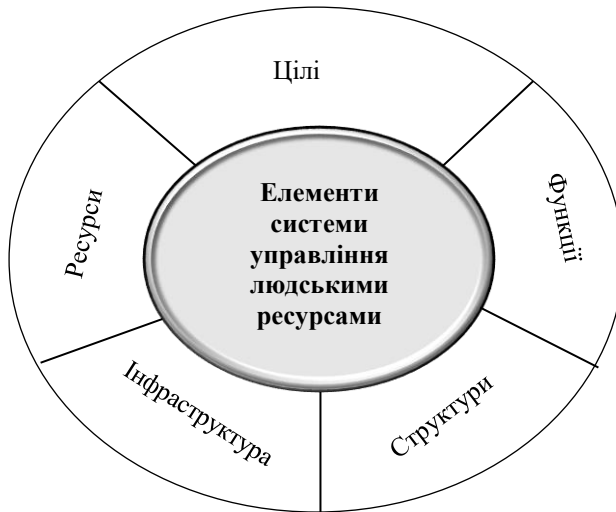 Цілі
Ресурси
Функції
Елементи
системи
управління
людськими
ресурсами
Інфраструктура
Структури